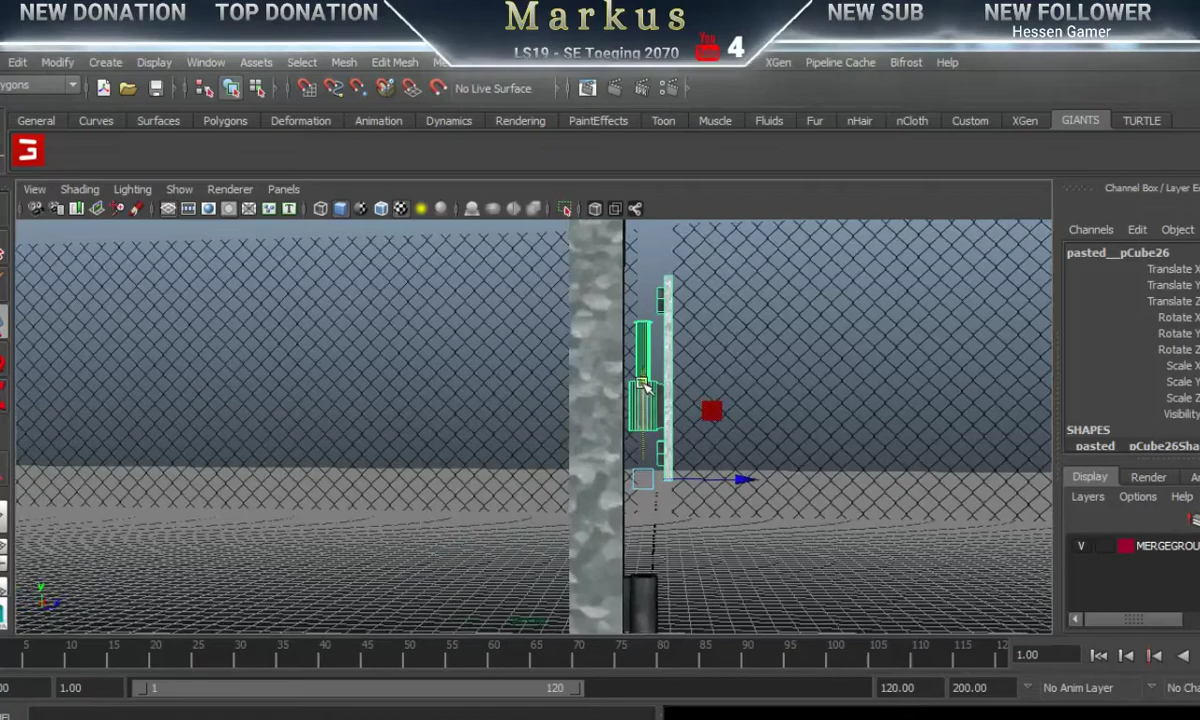 NEW DONATION TOP DONATION Markus NEW SUB NEW FOLLOWER
Hessen Gamer
LS19 - SE Toeging 2070 You Tube 4
Edit Modify Create Display Window Assets Select Mesh Edit Mesh XGen Pipeline Cache Bifrost Help
ygons No Live Surface
General Curves Surfaces Polygons Deformation Animation Dynamics Rendering PaintEffects Toon Muscle Fluids Fur nHair nCloth Custom XGen GIANTS TURTLE
View Shading Lighting Show Renderer Panels
Channel Box / Layer E
Channels Edit Object
pasted__pCube26
Translate X
Translate Y
Translate Z
Rotate X
Rotate Y
Rotate Z
Scale X
Scale Y
Scale Z
Visibility
SHAPES
pasted__pCube26Sha
Display Render An
Layers Options Help
V MERGEGROU
5 10 15 20 25 30 35 40 45 50 55 60 65 70 75 80 85 90 95 100 105 110 115 12
1.00
00 1.00 1 120 120.00 200.00 No Anim Layer No Cha